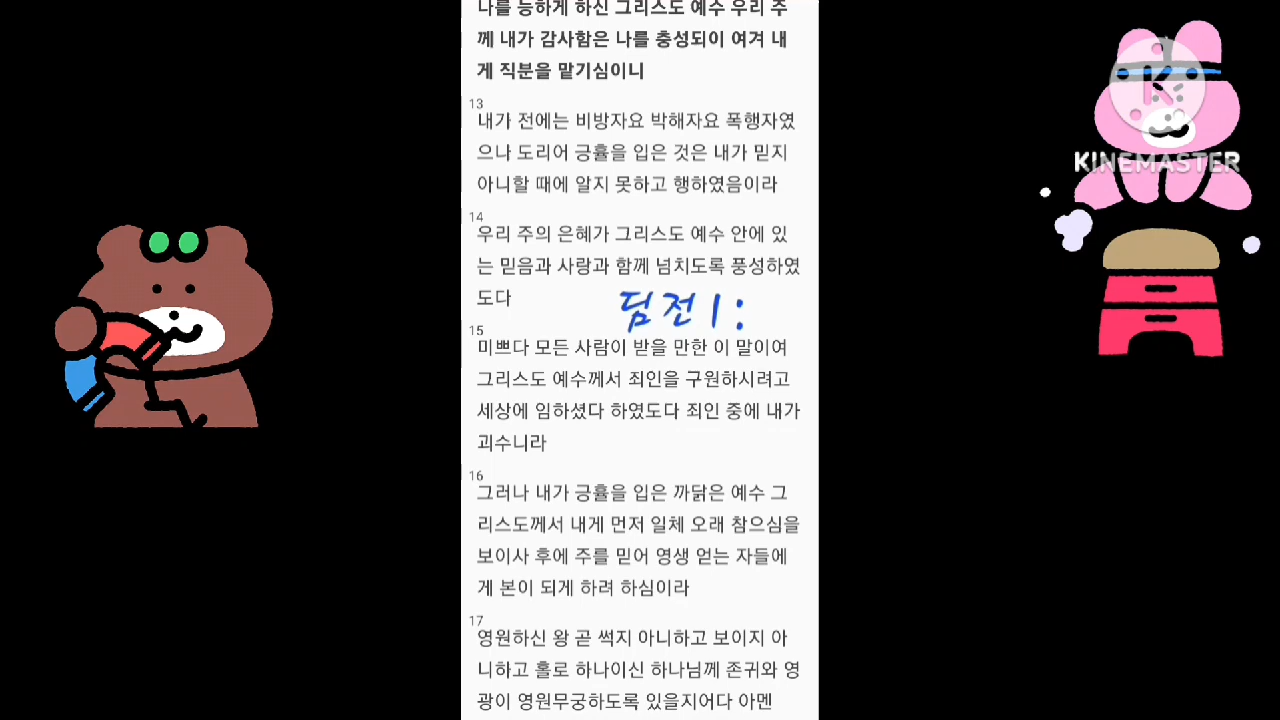 나를 능하게 하신 그리스도 예수 우리 주
께 내가 감사함은 나를 충성되이 여겨 내
게 직분을 맡기심이니
13
내가 전에는 비방자요 박해자요 폭행자였
으나 도리어 긍휼을 입은 것은 내가 믿지
아니할 때에 알지 못하고 행하였음이라
14
우리 주의 은혜가 그리스도 예수 안에 있
는 믿음과 사랑과 함께 넘치도록 풍성하였
도다
딤전 1:
15
미쁘다 모든 사람이 받을 만한 이 말이여
그리스도 예수께서 죄인을 구원하시려고
세상에 임하셨다 하였도다 죄인 중에 내가
괴수니라
16
그러나 내가 긍휼을 입은 까닭은 예수 그
리스도께서 내게 먼저 일체 오래 참으심을
보이사 후에 주를 믿어 영생 얻는 자들에
게 본이 되게 하려 하심이라
17
영원하신 왕 곧 썩지 아니하고 보이지 아
니하고 홀로 하나이신 하나님께 존귀와 영
광이 영원무궁하도록 있을지어다 아멘
K
KINEMASTER